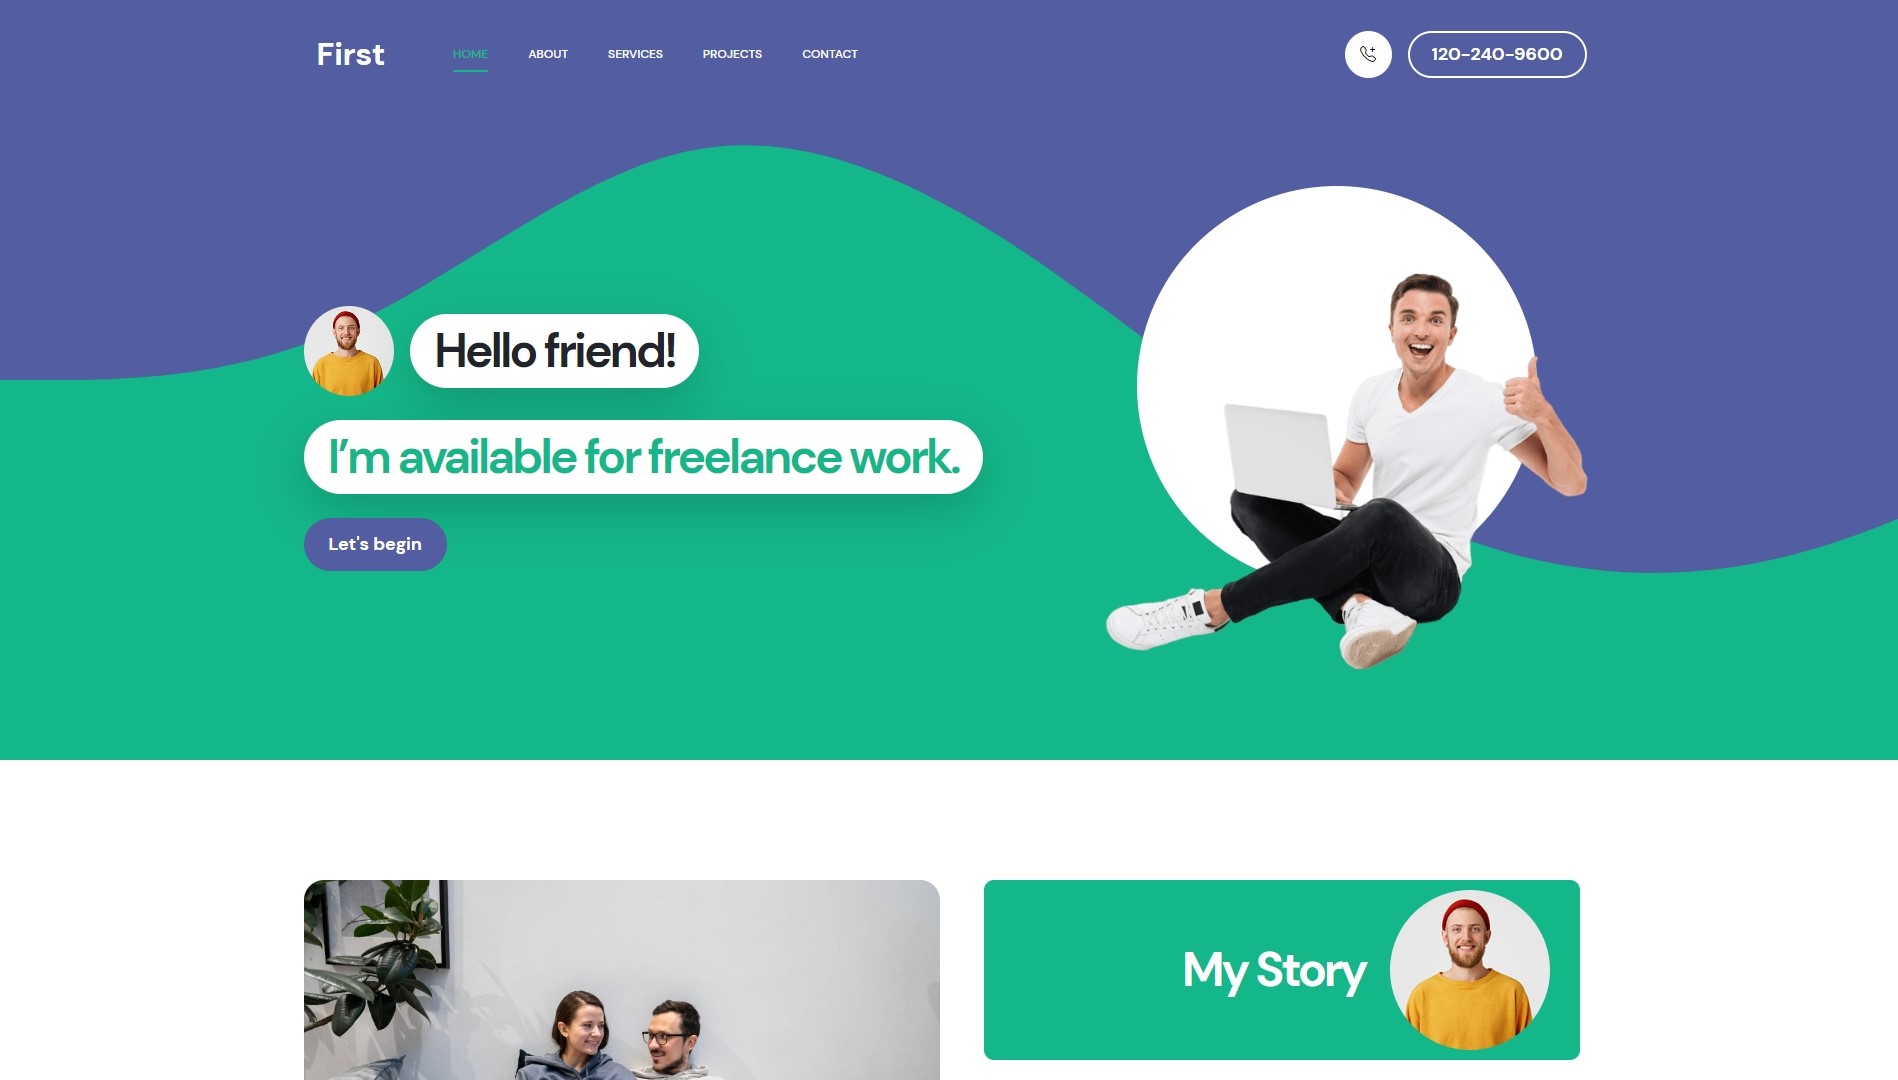 First
HOME
ABOUT
SERVICES
PROJECTS
CONTACT
120-240-9600
Hello friend!
I’m available for freelance work.
Let's begin
My Story